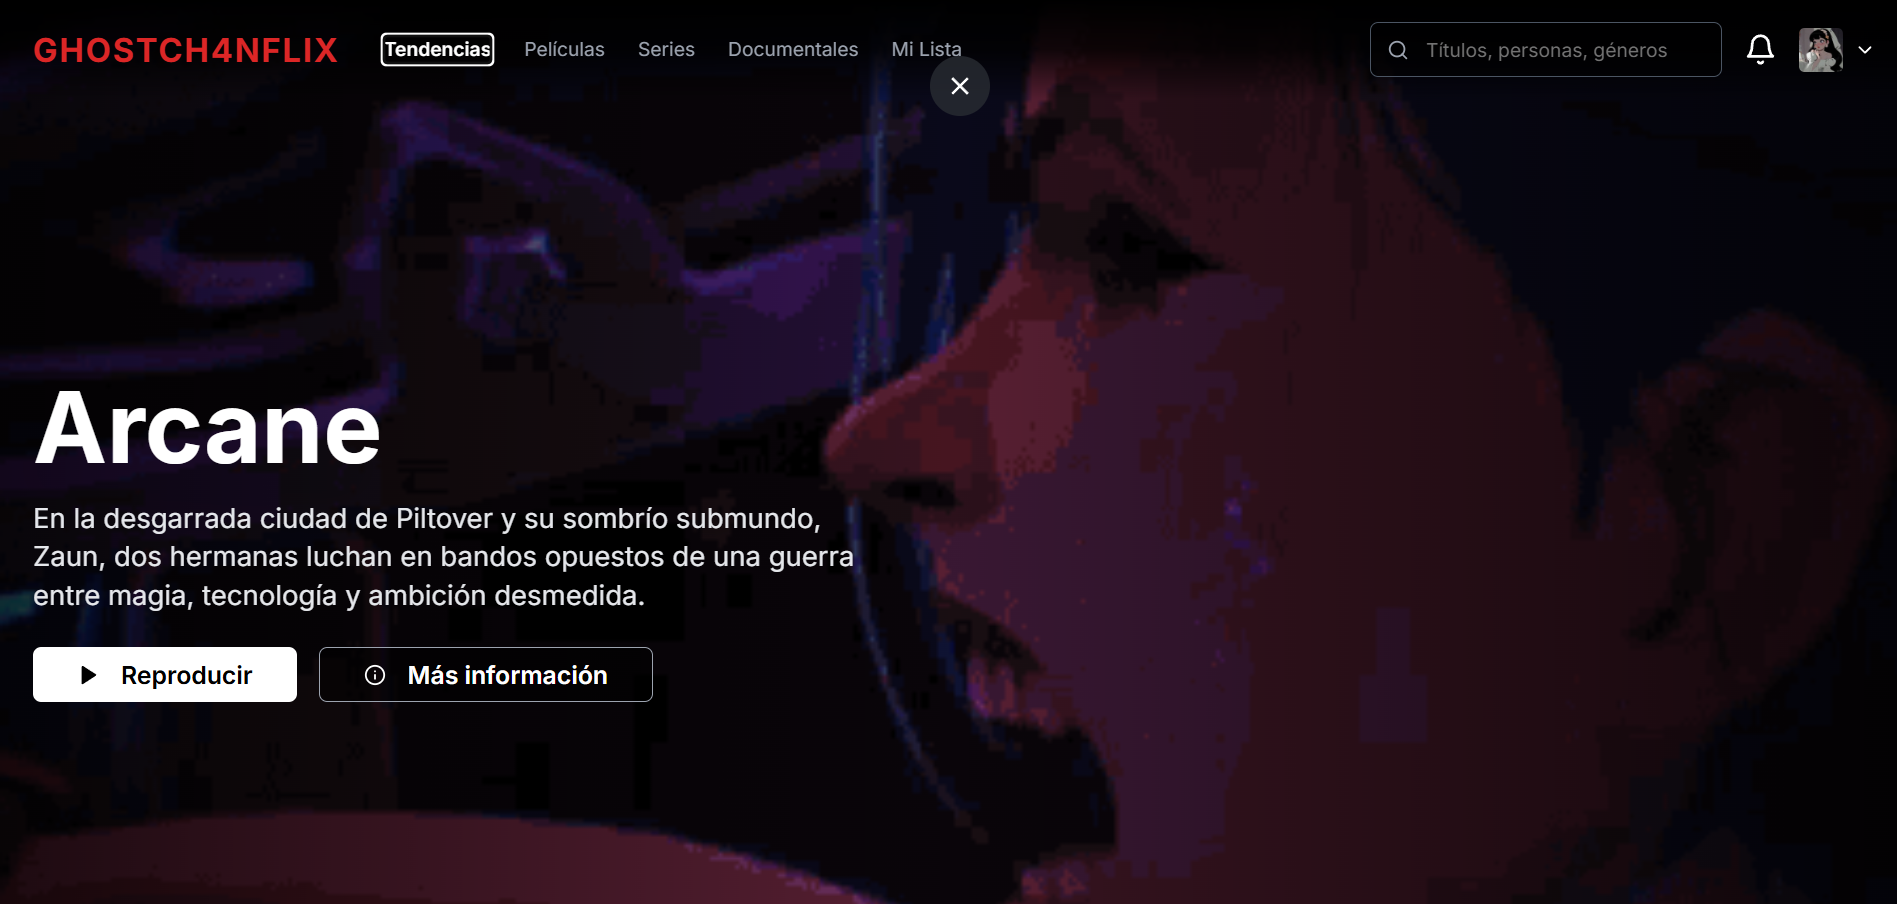 GHOSTCH4NFLIX
Tendencias
Películas
Series
Documentales
Mi Lista
Títulos, personas, géneros
Arcane
En la desgarrada ciudad de Piltover y su sombrío submundo,
Zaun, dos hermanas luchan en bandos opuestos de una guerra
entre magia, tecnología y ambición desmedida.
Reproducir
Más información